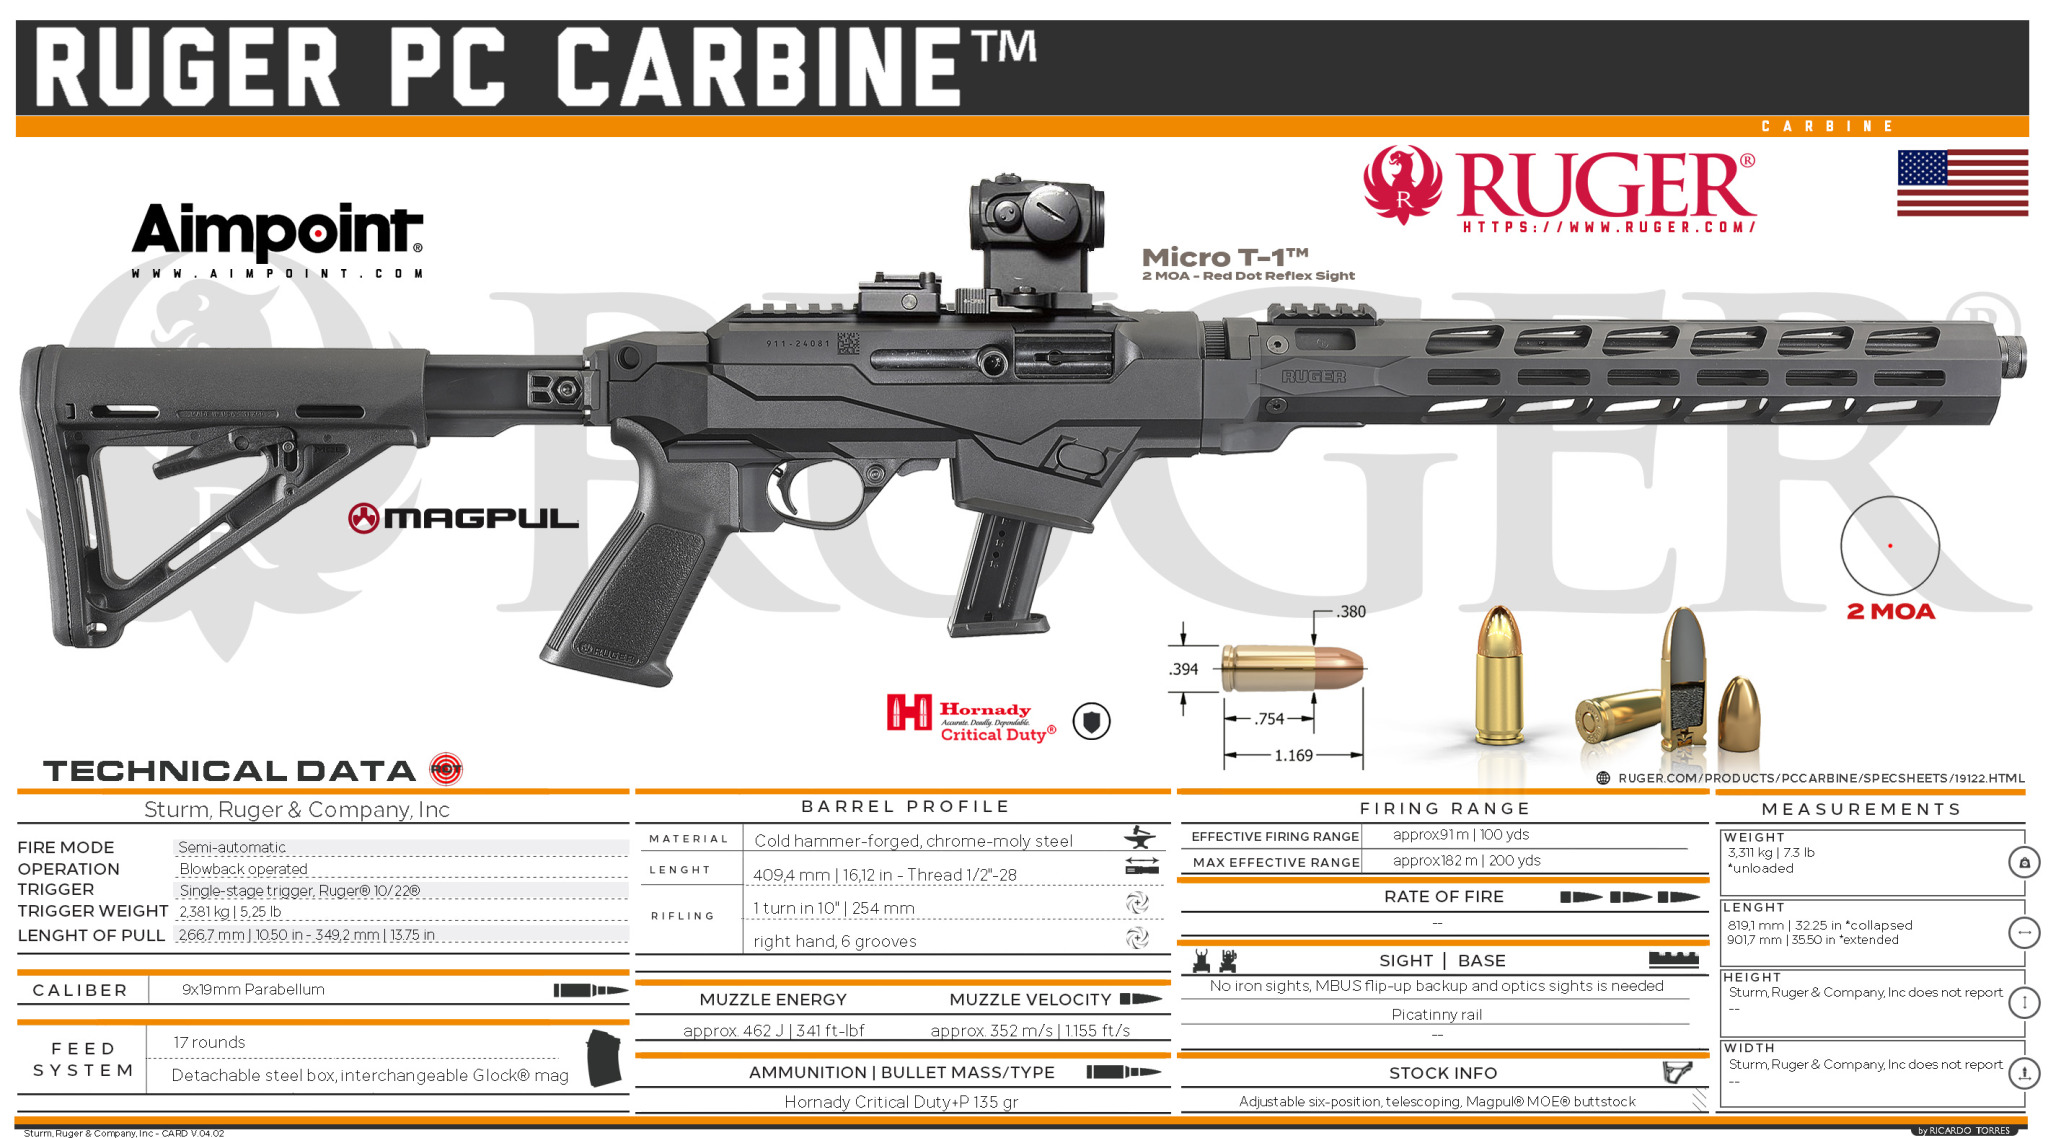 RUGER PC CARBINE™
CARBINE
RUGER®
HTTPS://WWW.RUGER.COM/
Aimpoint®
WWW.AIMPOINT.COM
Micro T-1™
2 MOA - Red Dot Reflex Sight
RUGER®
911-24081
RUGER
MOE
MAGPUL
RUGER
2 MOA
.380
.394
.754
1.169
Hornady
Accurate. Deadly. Dependable.
Critical Duty®
TECHNICAL DATA
RUGER.COM/PRODUCTS/PCCARBINE/SPECSHEETS/19122.HTML
Sturm, Ruger & Company, Inc
FIRE MODE Semi-automatic
OPERATION Blowback operated
TRIGGER Single-stage trigger, Ruger® 10/22®
TRIGGER WEIGHT 2,381 kg | 5,25 lb
LENGHT OF PULL 266,7 mm | 10.50 in - 349,2 mm | 13.75 in
CALIBER 9x19mm Parabellum
FEED SYSTEM
17 rounds
Detachable steel box, interchangeable Glock® mag
BARREL PROFILE
MATERIAL Cold hammer-forged, chrome-moly steel
LENGHT 409,4 mm | 16,12 in - Thread 1/2"-28
RIFLING
1 turn in 10" | 254 mm
right hand, 6 grooves
MUZZLE ENERGY MUZZLE VELOCITY
approx. 462 J | 341 ft-lbf approx. 352 m/s | 1.155 ft/s
AMMUNITION | BULLET MASS/TYPE
Hornady Critical Duty+P 135 gr
FIRING RANGE
EFFECTIVE FIRING RANGE approx91 m | 100 yds
MAX EFFECTIVE RANGE approx182 m | 200 yds
RATE OF FIRE
--
SIGHT | BASE
No iron sights, MBUS flip-up backup and optics sights is needed
Picatinny rail
--
STOCK INFO
Adjustable six-position, telescoping, Magpul® MOE® buttstock
MEASUREMENTS
WEIGHT
3,311 kg | 7.3 lb
*unloaded
LENGHT
819,1 mm | 32.25 in *collapsed
901,7 mm | 35.50 in *extended
HEIGHT
Sturm, Ruger & Company, Inc does not report
--
WIDTH
Sturm, Ruger & Company, Inc does not report
--
Sturm, Ruger & Company, Inc - CARD V.04.02
by RICARDO TORRES